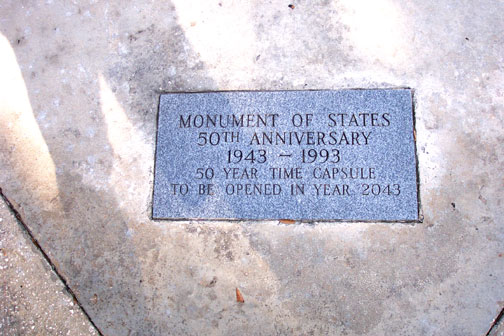 MONUMENT OF STATES
50TH ANNIVERSARY
1943 – 1993
50 YEAR TIME CAPSULE
TO BE OPENED IN YEAR 2043